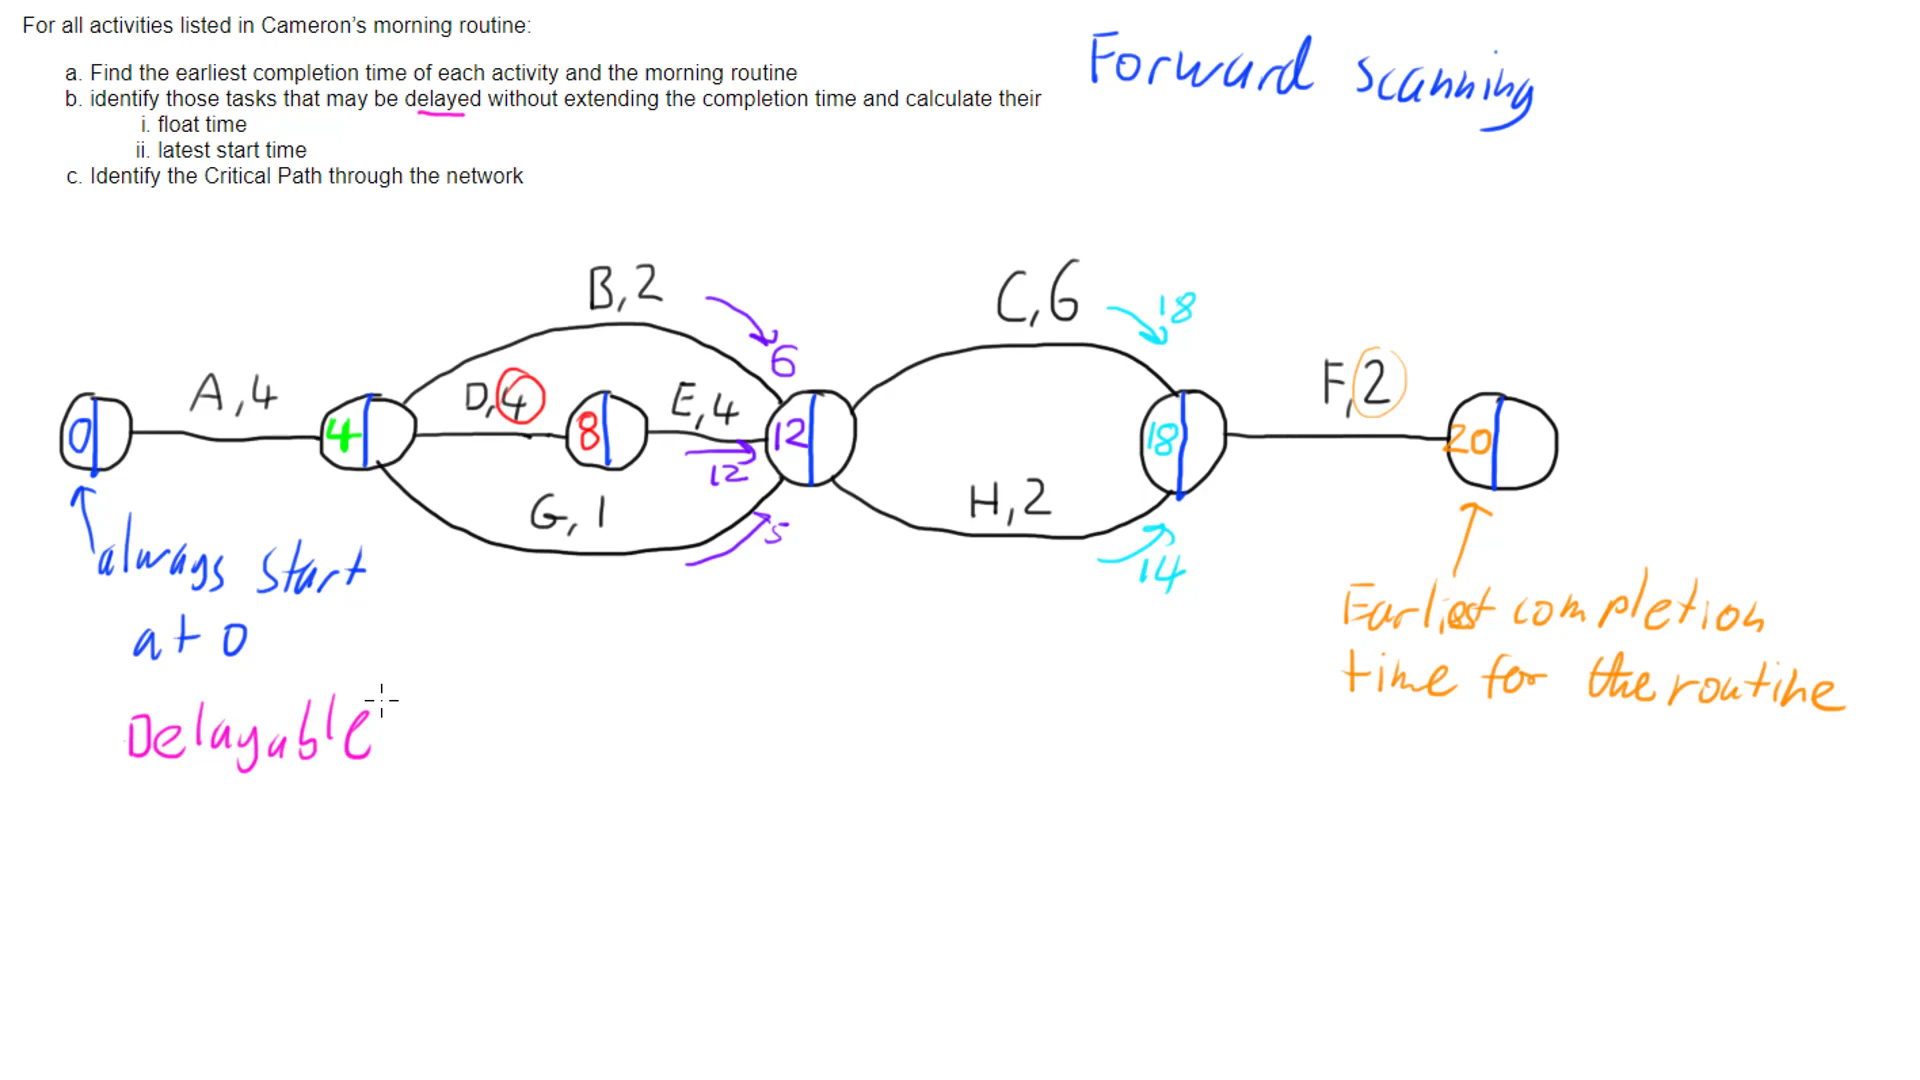 For all activities listed in Cameron's morning routine:
a. Find the earliest completion time of each activity and the morning routine
b. identify those tasks that may be delayed without extending the completion time and calculate their
i. float time
ii. latest start time
c. Identify the Critical Path through the network
Forward scanning
B,2
6
C,6
18
A,4
D,4
E,4
F,2
0
4
8
12
12
18
20
G,1
5
H,2
14
always start
at 0
Earliest completion
time for the routine
Delayable